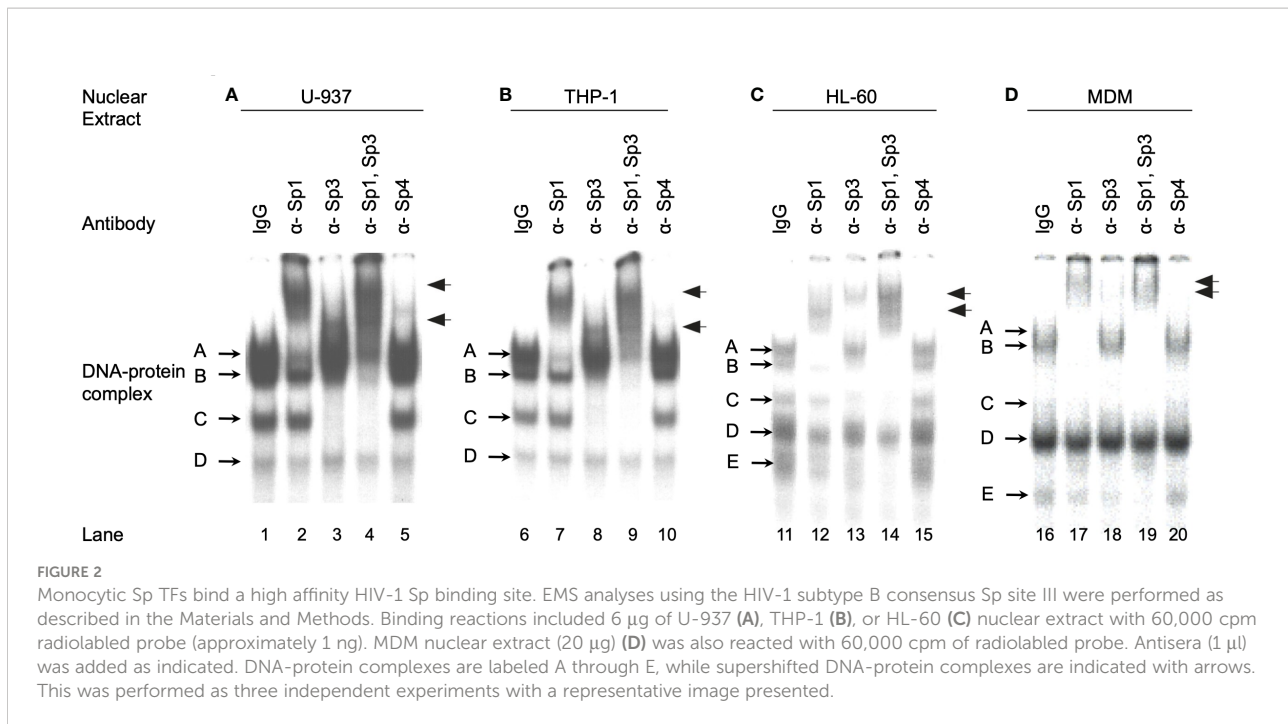 Nuclear Extract
A U-937 B THP-1 C HL-60 D MDM
Antibody
IgG α- Sp1 α- Sp3 α- Sp1, Sp3 α- Sp4 IgG α- Sp1 α- Sp3 α- Sp1, Sp3 α- Sp4 IgG α- Sp1 α- Sp3 α- Sp1, Sp3 α- Sp4 IgG α- Sp1 α- Sp3 α- Sp1, Sp3 α- Sp4
DNA-protein complex
A
B
C
D
A
B
C
D
A
B
C
D
E
A
B
C
D
E
Lane 1 2 3 4 5 6 7 8 9 10 11 12 13 14 15 16 17 18 19 20
FIGURE 2
Monocytic Sp TFs bind a high affinity HIV-1 Sp binding site. EMS analyses using the HIV-1 subtype B consensus Sp site III were performed as
described in the Materials and Methods. Binding reactions included 6 µg of U-937 (A), THP-1 (B), or HL-60 (C) nuclear extract with 60,000 cpm
radiolabled probe (approximately 1 ng). MDM nuclear extract (20 µg) (D) was also reacted with 60,000 cpm of radiolabled probe. Antisera (1 µl)
was added as indicated. DNA-protein complexes are labeled A through E, while supershifted DNA-protein complexes are indicated with arrows.
This was performed as three independent experiments with a representative image presented.